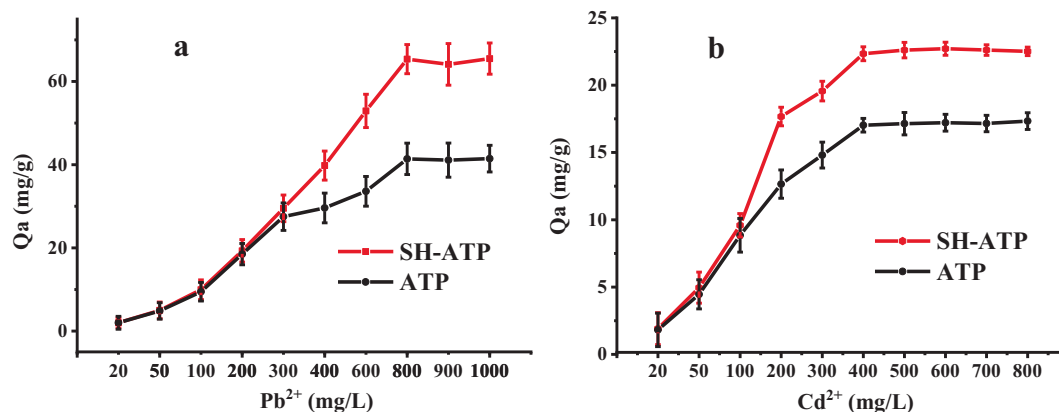 a
Qa (mg/g)
60
40
20
0
SH-ATP
ATP
20 50 100 200 300 400 600 800 900 1000
Pb²⁺ (mg/L)
b
Qa (mg/g)
25
20
15
10
5
0
SH-ATP
ATP
20 50 100 200 300 400 500 600 700 800
Cd²⁺ (mg/L)